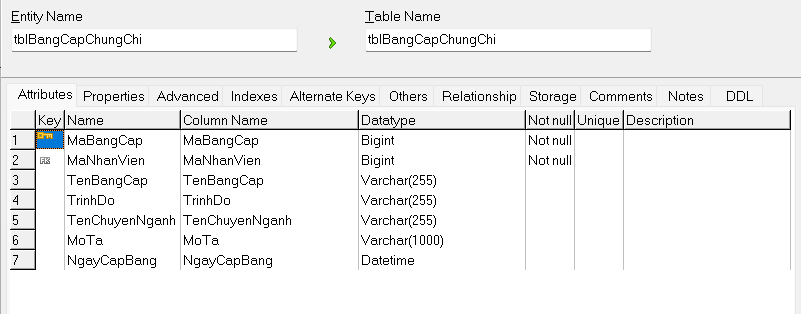 Entity Name Table Name
tblBangCapChungChi tblBangCapChungChi
Attributes Properties Advanced Indexes Alternate Keys Others Relationship Storage Comments Notes DDL
Key Name Column Name Datatype Not null Unique Description
1 MaBangCap MaBangCap Bigint Not null
2 FK MaNhanVien MaNhanVien Bigint Not null
3 TenBangCap TenBangCap Varchar(255)
4 TrinhDo TrinhDo Varchar(255)
5 TenChuyenNganh TenChuyenNganh Varchar(255)
6 MoTa MoTa Varchar(1000)
7 NgayCapBang NgayCapBang Datetime